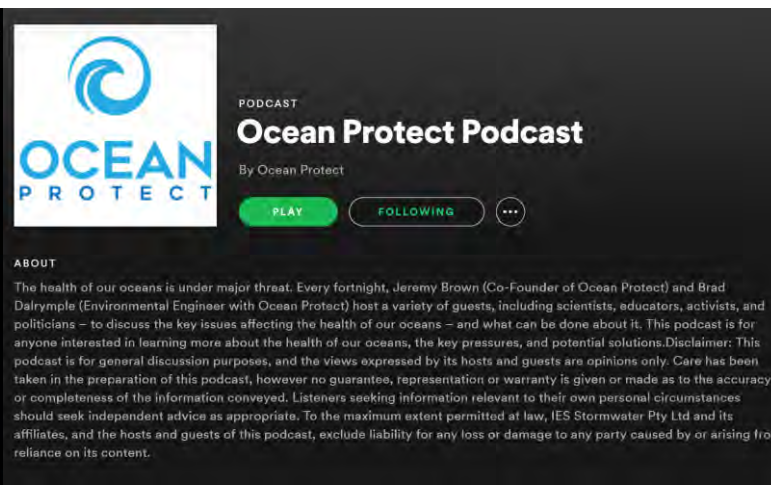 OCEAN
PROTECT
PODCAST
Ocean Protect Podcast
By Ocean Protect
PLAY
FOLLOWING
ABOUT
The health of our oceans is under major threat. Every fortnight, Jeremy Brown (Co-Founder of Ocean Protect) and Brad
Dalrymple (Environmental Engineer with Ocean Protect) host a variety of guests, including scientists, educators, activists, and
politicians – to discuss the key issues affecting the health of our oceans – and what can be done about it. This podcast is for
anyone interested in learning more about the health of our oceans, the key pressures, and potential solutions.Disclaimer: This
podcast is for general discussion purposes, and the views expressed by its hosts and guests are opinions only. Care has been
taken in the preparation of this podcast, however no guarantee, representation or warranty is given or made as to the accuracy
or completeness of the information conveyed. Listeners seeking information relevant to their own personal circumstances
should seek independent advice as appropriate. To the maximum extent permitted at law, IES Stormwater Pty Ltd and its
affiliates, and the hosts and guests of this podcast, exclude liability for any loss or damage to any party caused by or arising fro
reliance on its content.